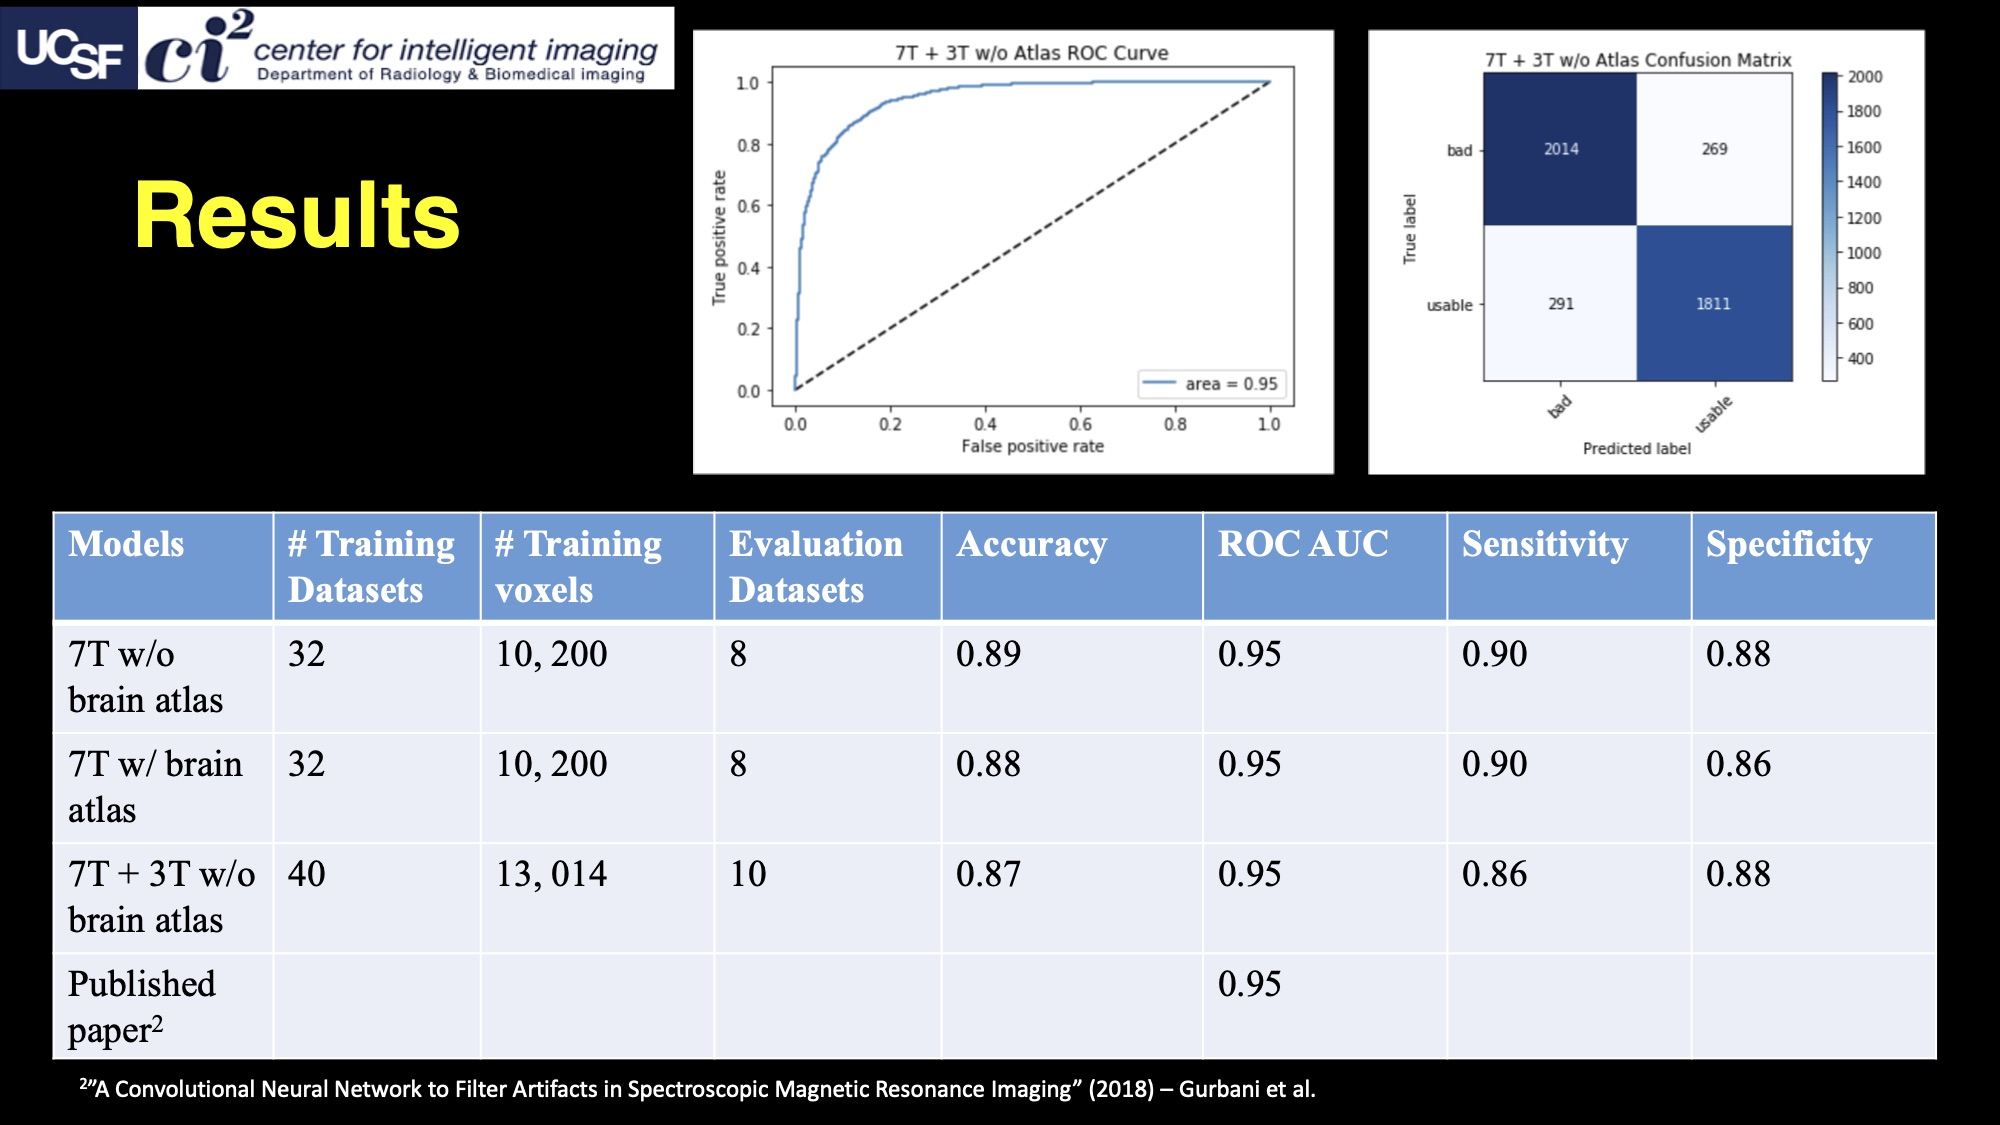 UCSF ci² center for intelligent imaging
Department of Radiology & Biomedical imaging
Results
7T + 3T w/o Atlas ROC Curve
True positive rate
1.0
0.8
0.6
0.4
0.2
0.0
area = 0.95
0.0 0.2 0.4 0.6 0.8 1.0
False positive rate
7T + 3T w/o Atlas Confusion Matrix
True label
bad 2014 269
usable 291 1811
bad usable
Predicted label
2000
1800
1600
1400
1200
1000
800
600
400
Models # Training Datasets # Training voxels Evaluation Datasets Accuracy ROC AUC Sensitivity Specificity
7T w/o brain atlas 32 10, 200 8 0.89 0.95 0.90 0.88
7T w/ brain atlas 32 10, 200 8 0.88 0.95 0.90 0.86
7T + 3T w/o brain atlas 40 13, 014 10 0.87 0.95 0.86 0.88
Published paper² 0.95
²”A Convolutional Neural Network to Filter Artifacts in Spectroscopic Magnetic Resonance Imaging” (2018) – Gurbani et al.